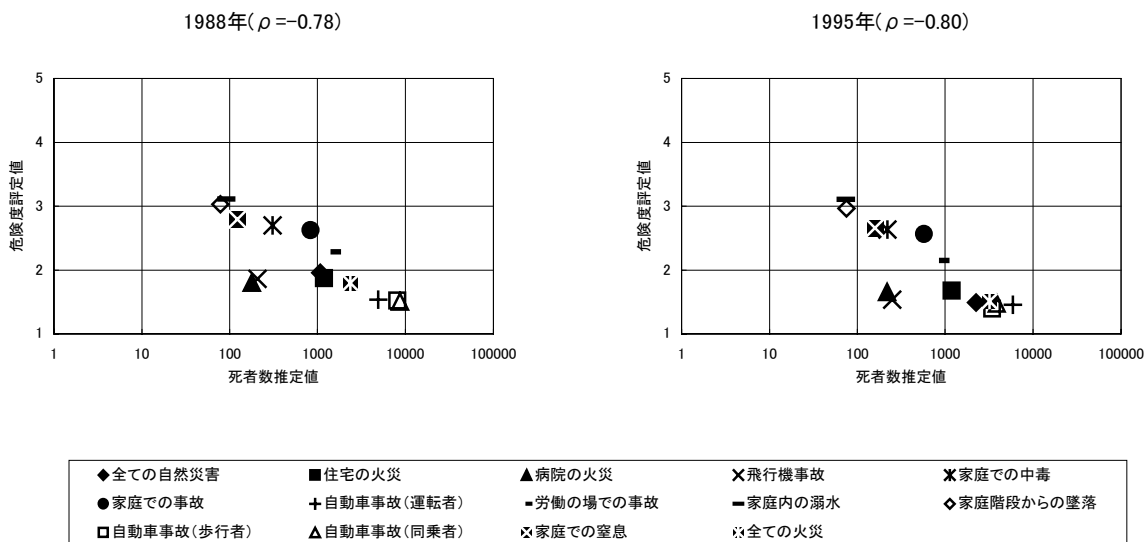 1988年(ρ=-0.78)
1995年(ρ=-0.80)
危険度評定値
5
4
3
2
1
1 10 100 1000 10000 100000
死者数推定値
危険度評定値
5
4
3
2
1
1 10 100 1000 10000 100000
死者数推定値
全ての自然災害 住宅の火災 病院の火災 飛行機事故 家庭での中毒
家庭での事故 自動車事故(運転者) 労働の場での事故 家庭内の溺水 家庭階段からの墜落
自動車事故(歩行者) 自動車事故(同乗者) 家庭での窒息 全ての火災